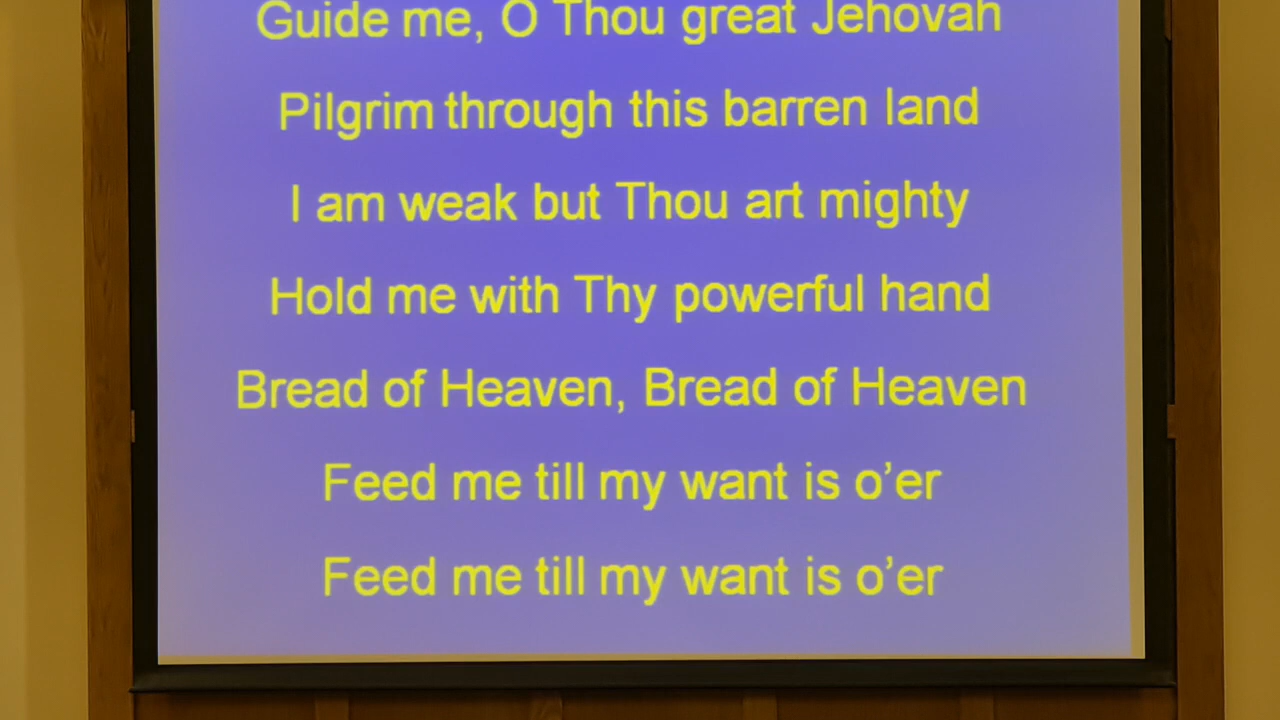 Guide me, O Thou great Jehovah
Pilgrim through this barren land
I am weak but Thou art mighty
Hold me with Thy powerful hand
Bread of Heaven, Bread of Heaven
Feed me till my want is o’er
Feed me till my want is o’er